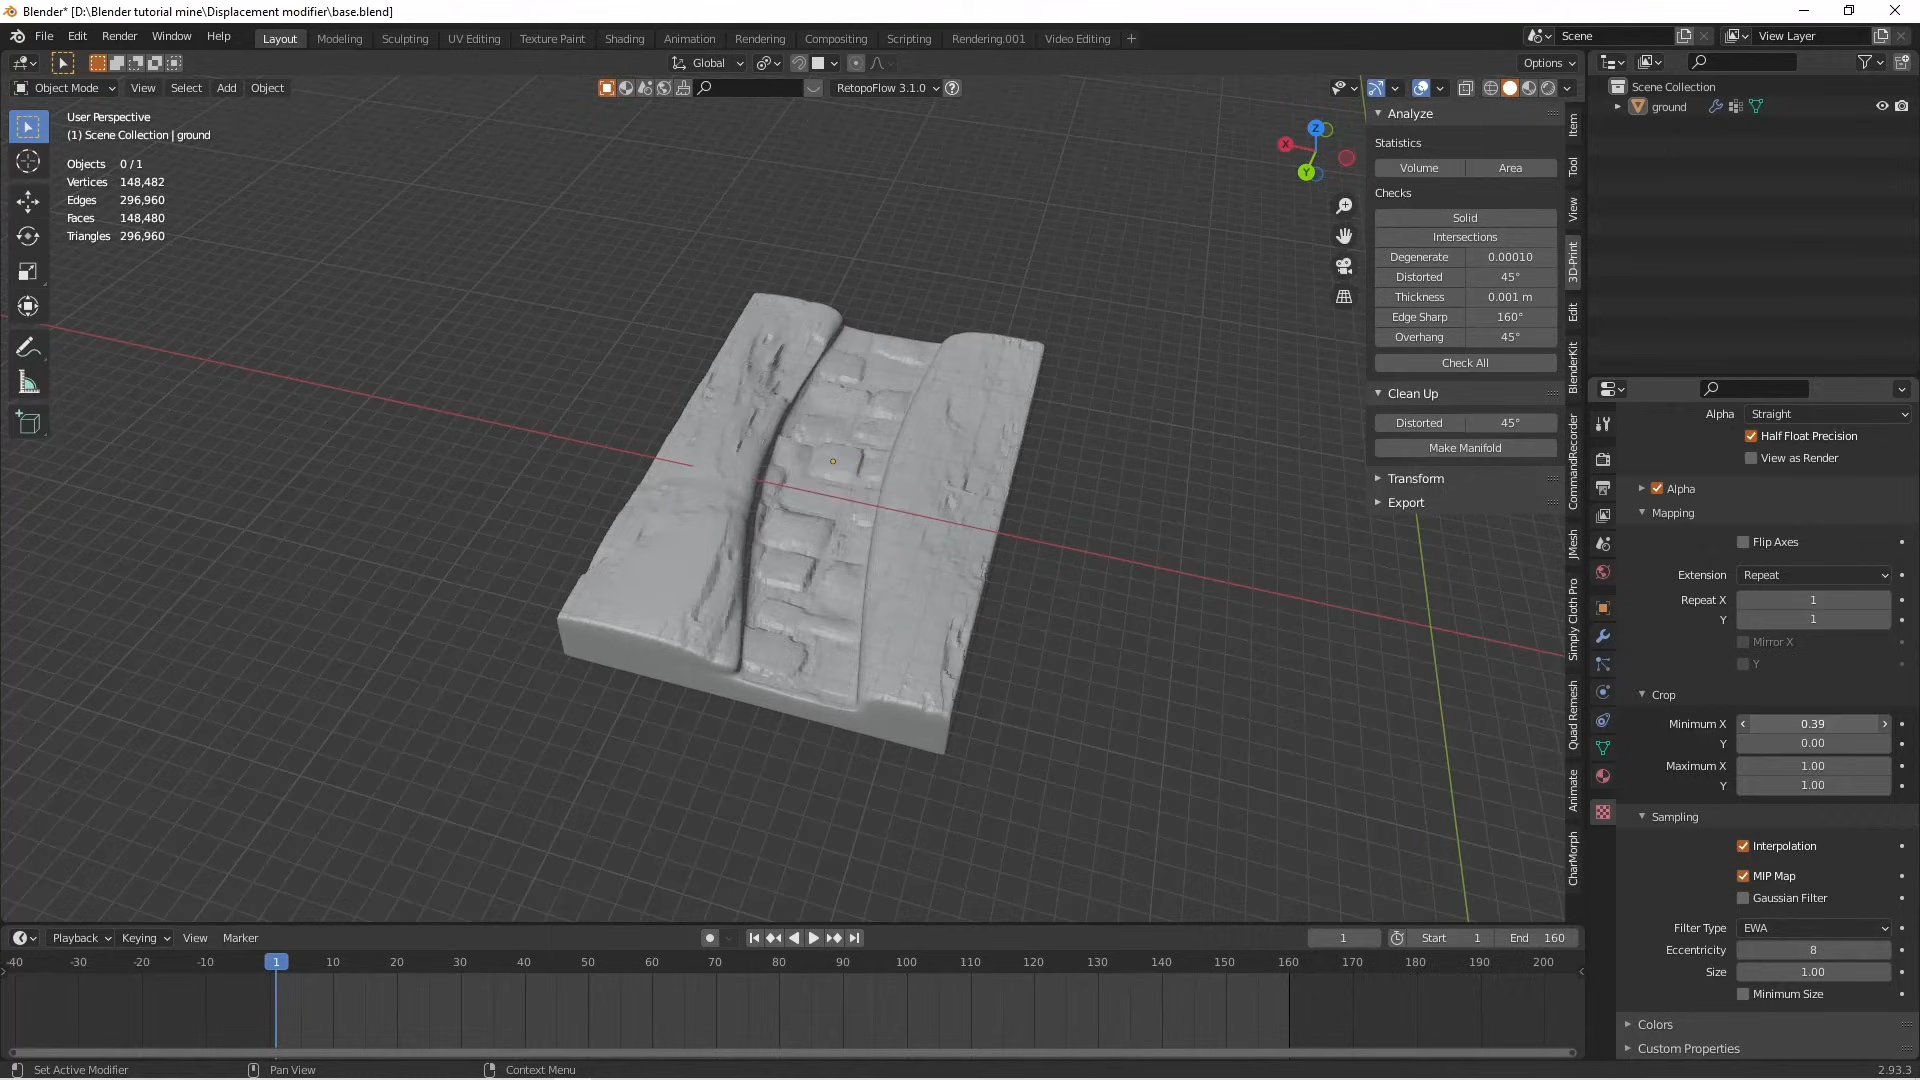 Blender* [D:\Blender tutorial mine\Displacement modifier\base.blend]
File Edit Render Window Help Layout Modeling Sculpting UV Editing Texture Paint Shading Animation Rendering Compositing Scripting Rendering.001 Video Editing + Scene View Layer
Global Options
Object Mode View Select Add Object RetopoFlow 3.1.0
User Perspective
(1) Scene Collection | ground
Objects 0 / 1
Vertices 148,482
Edges 296,960
Faces 148,480
Triangles 296,960
X
Y
Z
Analyze
Statistics
Volume Area
Checks
Solid
Intersections
Degenerate 0.00010
Distorted 45°
Thickness 0.001 m
Edge Sharp 160°
Overhang 45°
Check All
Clean Up
Distorted 45°
Make Manifold
Transform
Export
Item
Tool
View
3D-Print
Edit
BlenderKit
CommandRecorder
JMesh
Simply Cloth Pro
Quad Remesh
Animate
CharMorph
Scene Collection
ground
Alpha Straight
Half Float Precision
View as Render
Alpha
Mapping
Flip Axes
Extension Repeat
Repeat X 1
Y 1
Mirror X
Y
Crop
Minimum X 0.39
Y 0.00
Maximum X 1.00
Y 1.00
Sampling
Interpolation
MIP Map
Gaussian Filter
Filter Type EWA
Eccentricity 8
Size 1.00
Minimum Size
Colors
Custom Properties
Playback Keying View Marker 1 Start 1 End 160
-40 -30 -20 -10 1 10 20 30 40 50 60 70 80 90 100 110 120 130 140 150 160 170 180 190 200
Set Active Modifier Pan View Context Menu 2.93.3